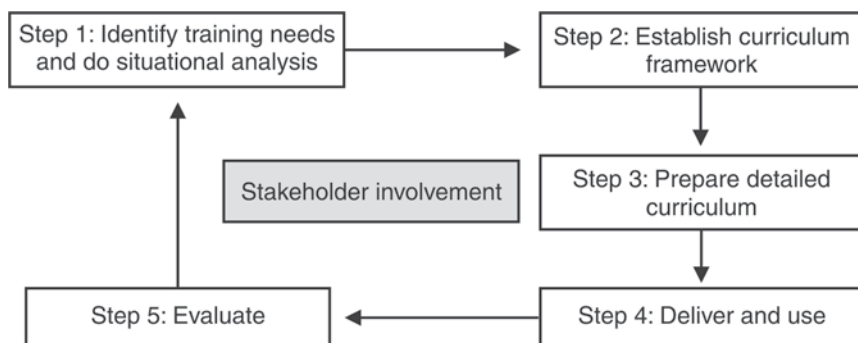 Step 1: Identify training needs
and do situational analysis
Step 2: Establish curriculum
framework
Stakeholder involvement
Step 3: Prepare detailed
curriculum
Step 5: Evaluate
Step 4: Deliver and use